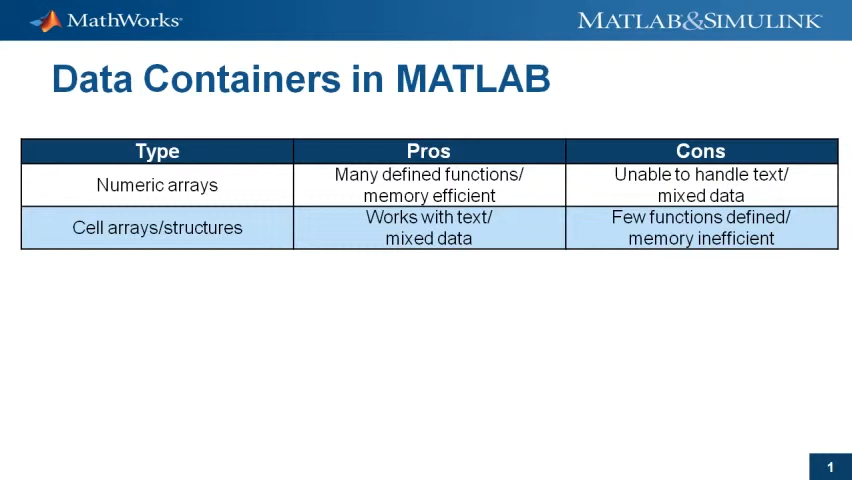 MathWorks®
MATLAB&SIMULINK®
Data Containers in MATLAB
Type Pros Cons
Numeric arrays
Many defined functions/
memory efficient
Unable to handle text/
mixed data
Cell arrays/structures
Works with text/
mixed data
Few functions defined/
memory inefficient
1